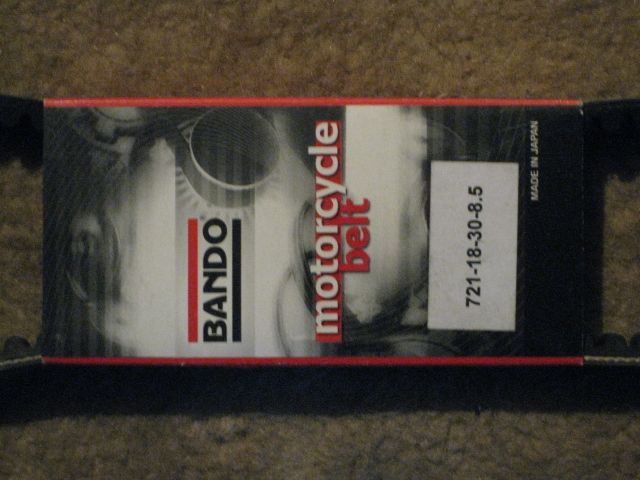 BANDO
motorcycle
belt
721-18-30-8.5
MADE IN JAPAN